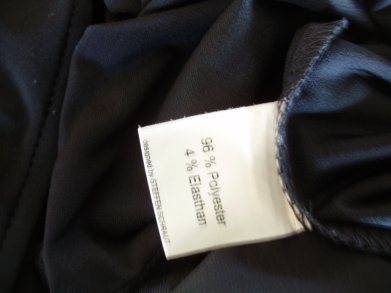 96 % Polyester
4 % Elasthan
designed by STEFFEN SCHRAUT